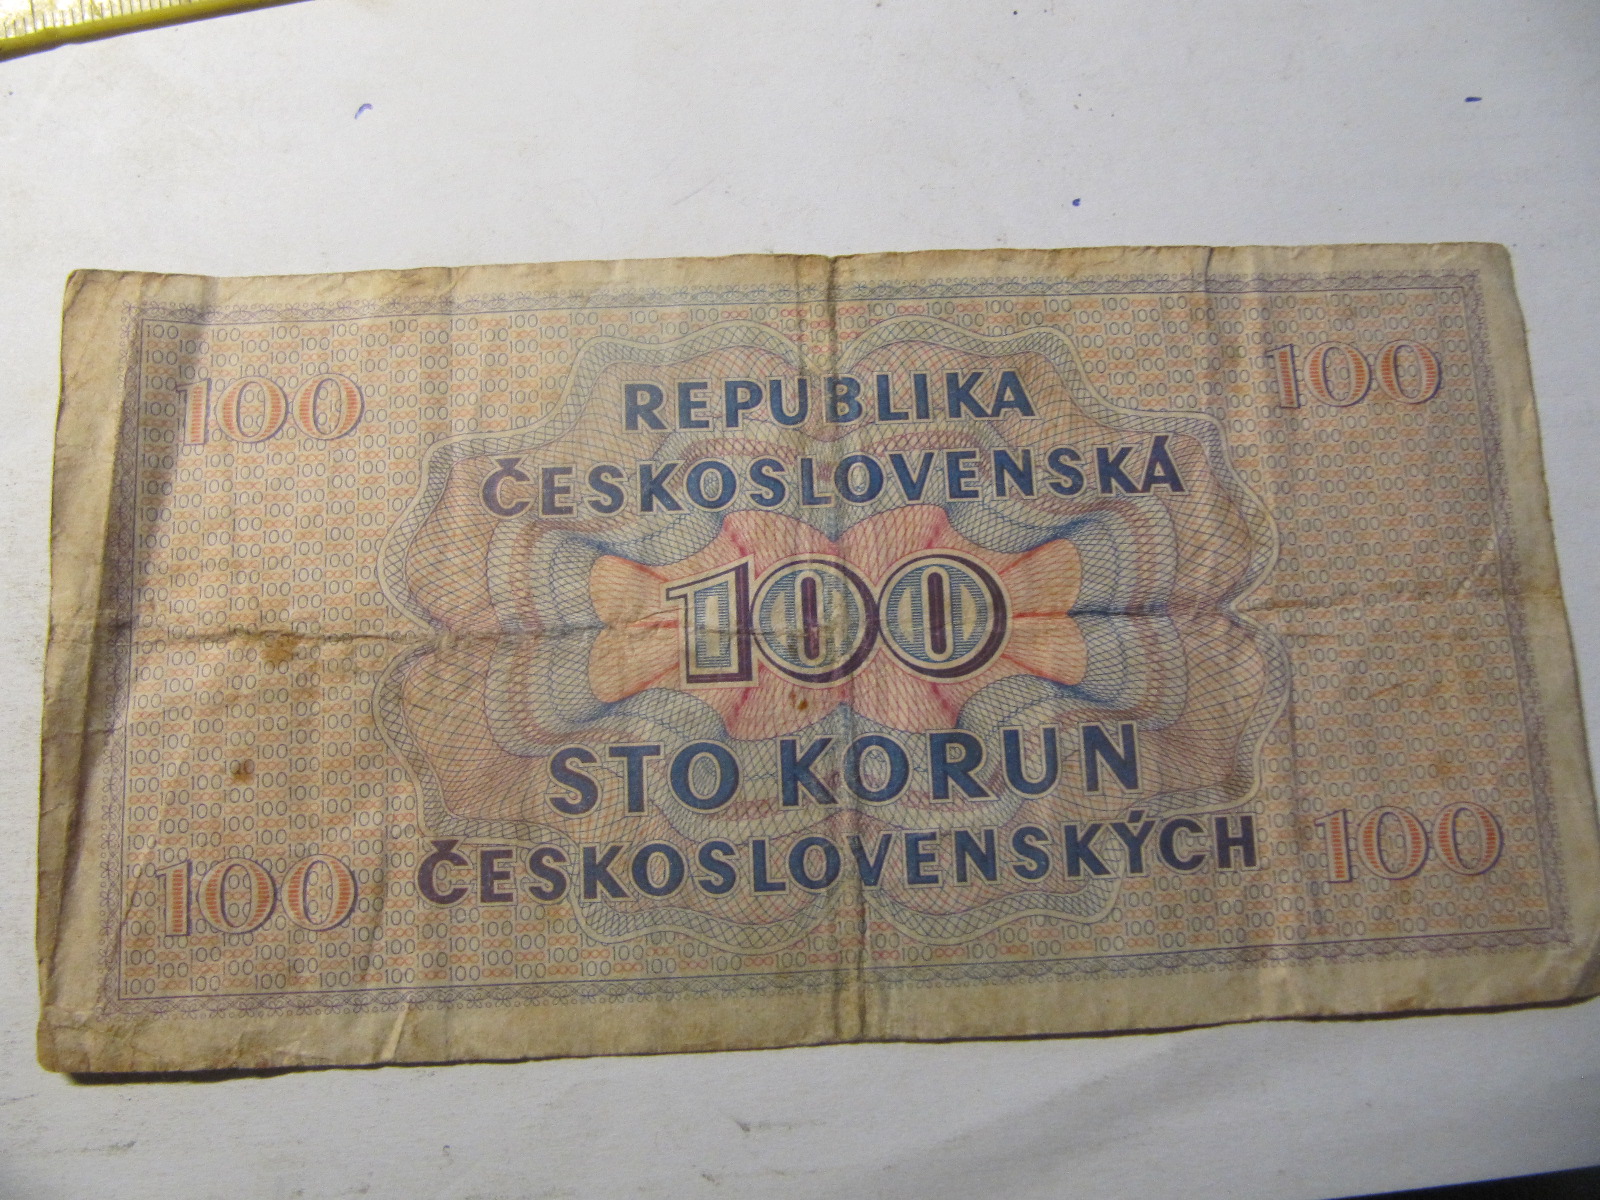 100 100
REPUBLIKA
ČESKOSLOVENSKÁ
100
STO KORUN
ČESKOSLOVENSKÝCH
100 100